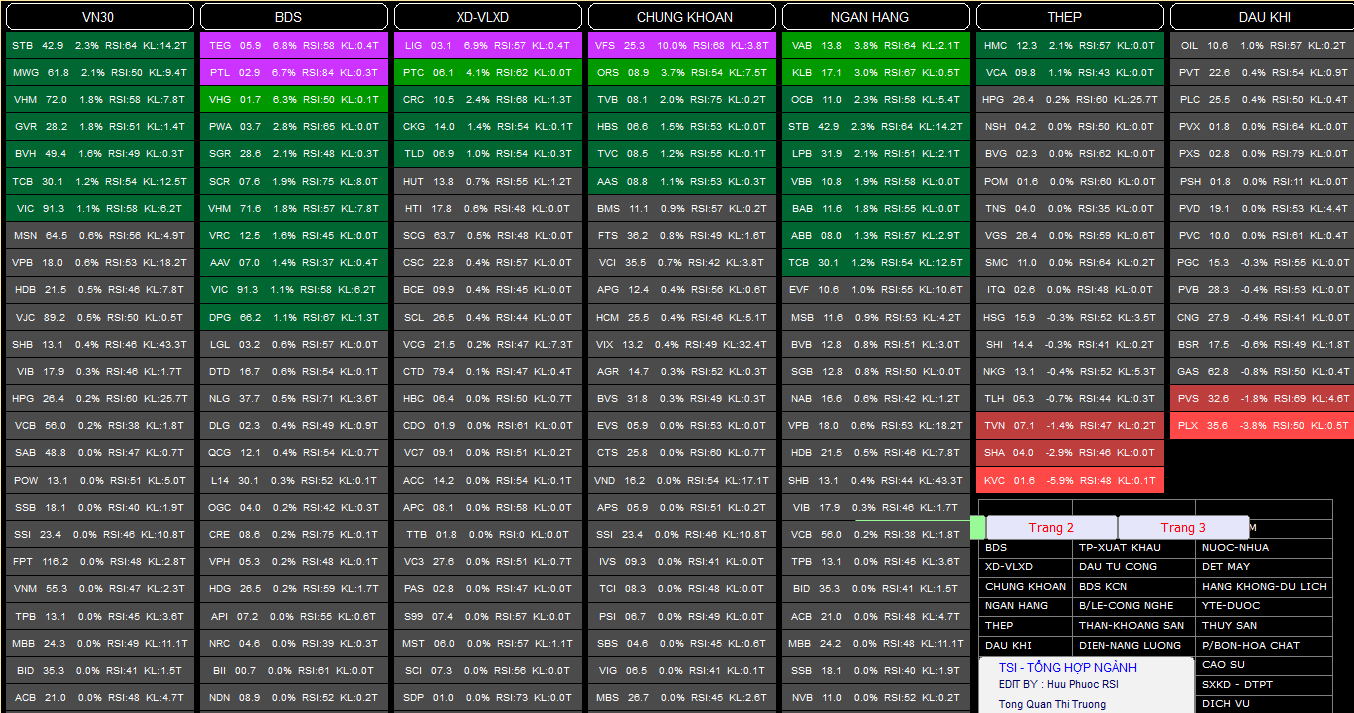 VN30
STB 42.9 2.3% RSI:64 KL:14.2T
MWG 61.8 2.1% RSI:50 KL:9.4T
VHM 72.0 1.8% RSI:58 KL:7.8T
GVR 28.2 1.8% RSI:51 KL:1.4T
BVH 49.4 1.6% RSI:49 KL:0.3T
TCB 30.1 1.2% RSI:54 KL:12.5T
VIC 91.3 1.1% RSI:58 KL:6.2T
MSN 64.5 0.6% RSI:56 KL:4.9T
VPB 18.0 0.6% RSI:53 KL:18.2T
HDB 21.5 0.5% RSI:46 KL:7.8T
VJC 89.2 0.5% RSI:50 KL:0.5T
SHB 13.1 0.4% RSI:46 KL:43.3T
VIB 17.9 0.3% RSI:46 KL:1.7T
HPG 26.4 0.2% RSI:60 KL:25.7T
VCB 56.0 0.2% RSI:38 KL:1.8T
SAB 48.8 0.0% RSI:47 KL:0.7T
POW 13.1 0.0% RSI:51 KL:5.0T
SSB 18.1 0.0% RSI:40 KL:1.9T
SSI 23.4 0.0% RSI:46 KL:10.8T
FPT 116.2 0.0% RSI:48 KL:2.8T
VNM 55.3 0.0% RSI:47 KL:2.3T
TPB 13.1 0.0% RSI:45 KL:3.6T
MBB 24.3 0.0% RSI:49 KL:11.1T
BID 35.3 0.0% RSI:41 KL:1.5T
ACB 21.0 0.0% RSI:48 KL:4.7T
BDS
TEG 05.9 6.8% RSI:58 KL:0.4T
PTL 02.9 6.7% RSI:84 KL:0.3T
VHG 01.7 6.3% RSI:50 KL:0.1T
PWA 03.7 2.8% RSI:65 KL:0.0T
SGR 28.6 2.1% RSI:48 KL:0.3T
SCR 07.6 1.9% RSI:75 KL:8.0T
VHM 71.6 1.8% RSI:57 KL:7.8T
VRC 12.5 1.6% RSI:45 KL:0.0T
AAV 07.0 1.4% RSI:37 KL:0.4T
VIC 91.3 1.1% RSI:58 KL:6.2T
DPG 66.2 1.1% RSI:67 KL:1.3T
LGL 03.2 0.6% RSI:57 KL:0.0T
DTD 16.7 0.6% RSI:54 KL:0.1T
NLG 37.7 0.5% RSI:71 KL:3.6T
DLG 02.3 0.4% RSI:49 KL:0.9T
QCG 12.1 0.4% RSI:54 KL:0.7T
L14 30.1 0.3% RSI:52 KL:0.1T
OGC 04.0 0.2% RSI:42 KL:0.3T
CRE 08.6 0.2% RSI:75 KL:0.1T
VPH 05.3 0.2% RSI:48 KL:0.1T
HDG 26.5 0.2% RSI:59 KL:1.7T
API 07.2 0.0% RSI:55 KL:0.6T
NRC 04.6 0.0% RSI:39 KL:0.3T
BII 00.7 0.0% RSI:61 KL:0.0T
NDN 08.9 0.0% RSI:52 KL:0.2T
XD-VLXD
LIG 03.1 6.9% RSI:57 KL:0.4T
PTC 06.1 4.1% RSI:62 KL:0.0T
CRC 10.5 2.4% RSI:68 KL:1.3T
CKG 14.0 1.4% RSI:54 KL:0.1T
TLD 06.9 1.0% RSI:54 KL:0.3T
HUT 13.8 0.7% RSI:55 KL:1.2T
HTI 17.8 0.6% RSI:48 KL:0.0T
SCG 63.7 0.5% RSI:48 KL:0.0T
CSC 22.8 0.4% RSI:57 KL:0.0T
BCE 09.9 0.4% RSI:45 KL:0.0T
SCL 26.5 0.4% RSI:44 KL:0.0T
VCG 21.5 0.2% RSI:47 KL:7.3T
CTD 79.4 0.1% RSI:47 KL:0.4T
HBC 06.4 0.0% RSI:50 KL:0.7T
CDO 01.9 0.0% RSI:61 KL:0.0T
VC7 09.1 0.0% RSI:51 KL:0.2T
ACC 14.2 0.0% RSI:54 KL:0.1T
APC 08.1 0.0% RSI:58 KL:0.0T
TTB 01.8 0.0% RSI:0 KL:0.0T
VC3 27.6 0.0% RSI:51 KL:0.7T
PAS 02.8 0.0% RSI:47 KL:0.0T
S99 07.4 0.0% RSI:57 KL:0.0T
MST 06.0 0.0% RSI:57 KL:1.1T
SCI 07.3 0.0% RSI:56 KL:0.0T
SDP 01.0 0.0% RSI:73 KL:0.0T
CHUNG KHOAN
VFS 25.3 10.0% RSI:68 KL:3.8T
ORS 08.9 3.7% RSI:54 KL:7.5T
TVB 08.1 2.0% RSI:75 KL:0.2T
HBS 06.6 1.5% RSI:53 KL:0.0T
TVC 08.5 1.2% RSI:55 KL:0.1T
AAS 08.8 1.1% RSI:53 KL:0.3T
BMS 11.1 0.9% RSI:57 KL:0.2T
FTS 36.2 0.8% RSI:49 KL:1.6T
VCI 35.5 0.7% RSI:42 KL:3.8T
APG 12.4 0.4% RSI:56 KL:0.6T
HCM 25.5 0.4% RSI:46 KL:5.1T
VIX 13.2 0.4% RSI:49 KL:32.4T
AGR 14.7 0.3% RSI:52 KL:0.3T
BVS 31.8 0.3% RSI:49 KL:0.3T
EVS 05.9 0.0% RSI:53 KL:0.0T
CTS 25.8 0.0% RSI:60 KL:0.7T
VND 16.2 0.0% RSI:54 KL:17.1T
APS 05.9 0.0% RSI:51 KL:0.2T
SSI 23.4 0.0% RSI:46 KL:10.8T
IVS 09.3 0.0% RSI:41 KL:0.0T
TCI 08.3 0.0% RSI:48 KL:0.0T
PSI 06.7 0.0% RSI:49 KL:0.0T
SBS 04.6 0.0% RSI:45 KL:0.6T
VIG 06.5 0.0% RSI:41 KL:0.1T
MBS 26.7 0.0% RSI:45 KL:2.6T
NGAN HANG
VAB 13.8 3.8% RSI:64 KL:2.1T
KLB 17.1 3.0% RSI:67 KL:0.5T
OCB 11.0 2.3% RSI:58 KL:5.4T
STB 42.9 2.3% RSI:64 KL:14.2T
LPB 31.9 2.1% RSI:51 KL:2.1T
VBB 10.8 1.9% RSI:58 KL:0.0T
BAB 11.6 1.8% RSI:55 KL:0.0T
ABB 08.0 1.3% RSI:57 KL:2.9T
TCB 30.1 1.2% RSI:54 KL:12.5T
EVF 10.6 1.0% RSI:55 KL:10.6T
MSB 11.6 0.9% RSI:53 KL:4.2T
BVB 12.8 0.8% RSI:51 KL:3.0T
SGB 12.8 0.8% RSI:50 KL:0.0T
NAB 16.6 0.6% RSI:42 KL:1.2T
VPB 18.0 0.6% RSI:53 KL:18.2T
HDB 21.5 0.5% RSI:46 KL:7.8T
SHB 13.1 0.4% RSI:44 KL:43.3T
VIB 17.9 0.3% RSI:46 KL:1.7T
VCB 56.0 0.2% RSI:38 KL:1.8T
TPB 13.1 0.0% RSI:45 KL:3.6T
BID 35.3 0.0% RSI:41 KL:1.5T
ACB 21.0 0.0% RSI:48 KL:4.7T
MBB 24.2 0.0% RSI:48 KL:11.1T
SSB 18.1 0.0% RSI:40 KL:1.9T
NVB 11.0 0.0% RSI:52 KL:0.2T
THEP
HMC 12.3 2.1% RSI:57 KL:0.0T
VCA 09.8 1.1% RSI:43 KL:0.0T
HPG 26.4 0.2% RSI:60 KL:25.7T
NSH 04.2 0.0% RSI:50 KL:0.0T
BVG 02.3 0.0% RSI:62 KL:0.0T
POM 01.6 0.0% RSI:60 KL:0.0T
TNS 04.0 0.0% RSI:35 KL:0.0T
VGS 26.4 0.0% RSI:59 KL:0.6T
SMC 11.0 0.0% RSI:64 KL:0.2T
ITQ 02.6 0.0% RSI:48 KL:0.0T
HSG 15.9 -0.3% RSI:52 KL:3.5T
SHI 14.4 -0.3% RSI:41 KL:0.2T
NKG 13.1 -0.4% RSI:52 KL:5.3T
TLH 05.3 -0.7% RSI:44 KL:0.3T
TVN 07.1 -1.4% RSI:47 KL:0.2T
SHA 04.0 -2.9% RSI:46 KL:0.0T
KVC 01.6 -5.9% RSI:48 KL:0.1T
DAU KHI
OIL 10.6 1.0% RSI:57 KL:0.2T
PVT 22.6 0.4% RSI:54 KL:0.9T
PLC 25.5 0.4% RSI:50 KL:0.4T
PVX 01.8 0.0% RSI:64 KL:0.0T
PXS 02.8 0.0% RSI:79 KL:0.0T
PSH 01.8 0.0% RSI:11 KL:0.0T
PVD 19.1 0.0% RSI:53 KL:4.4T
PVC 10.0 0.0% RSI:61 KL:0.4T
PGC 15.3 -0.3% RSI:55 KL:0.0T
PVB 28.3 -0.4% RSI:53 KL:0.0T
CNG 27.9 -0.4% RSI:41 KL:0.0T
BSR 17.5 -0.6% RSI:49 KL:1.8T
GAS 62.8 -0.8% RSI:50 KL:0.4T
PVS 32.6 -1.8% RSI:69 KL:4.6T
PLX 35.6 -3.8% RSI:50 KL:0.5T
Trang 2 Trang 3 M
BDS TP-XUAT KHAU NUOC-NHUA
XD-VLXD DAU TU CONG DET MAY
CHUNG KHOAN BDS KCN HANG KHONG-DU LICH
NGAN HANG B/LE-CONG NGHE YTE-DUOC
THEP THAN-KHOANG SAN THUY SAN
DAU KHI DIEN-NANG LUONG P/BON-HOA CHAT
CAO SU
SXKD - DTPT
DICH VU
TSI - TỔNG HỢP NGÀNH
EDIT BY : Huu Phuoc RSI
Tong Quan Thi Truong